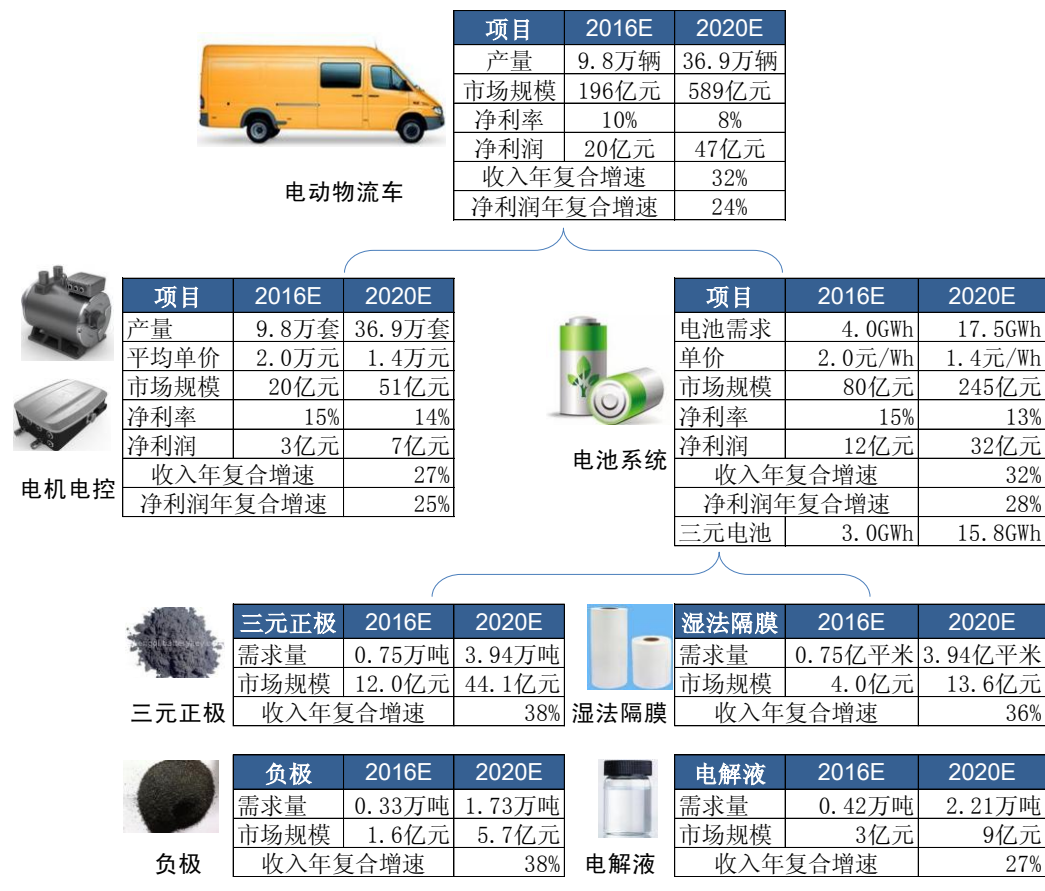 项目 2016E 2020E
产量 9.8万辆 36.9万辆
市场规模 196亿元 589亿元
净利率 10% 8%
净利润 20亿元 47亿元
收入年复合增速 32%
净利润年复合增速 24%
电动物流车
项目 2016E 2020E
产量 9.8万套 36.9万套
平均单价 2.0万元 1.4万元
市场规模 20亿元 51亿元
净利率 15% 14%
净利润 3亿元 7亿元
收入年复合增速 27%
净利润年复合增速 25%
电机电控
项目 2016E 2020E
电池需求 4.0GWh 17.5GWh
单价 2.0元/Wh 1.4元/Wh
市场规模 80亿元 245亿元
净利率 15% 13%
净利润 12亿元 32亿元
收入年复合增速 32%
净利润年复合增速 28%
三元电池 3.0GWh 15.8GWh
电池系统
三元正极 2016E 2020E
需求量 0.75万吨 3.94万吨
市场规模 12.0亿元 44.1亿元
收入年复合增速 38%
三元正极
湿法隔膜 2016E 2020E
需求量 0.75亿平米 3.94亿平米
市场规模 4.0亿元 13.6亿元
收入年复合增速 36%
湿法隔膜
负极 2016E 2020E
需求量 0.33万吨 1.73万吨
市场规模 1.6亿元 5.7亿元
收入年复合增速 38%
负极
电解液 2016E 2020E
需求量 0.42万吨 2.21万吨
市场规模 3亿元 9亿元
收入年复合增速 27%
电解液